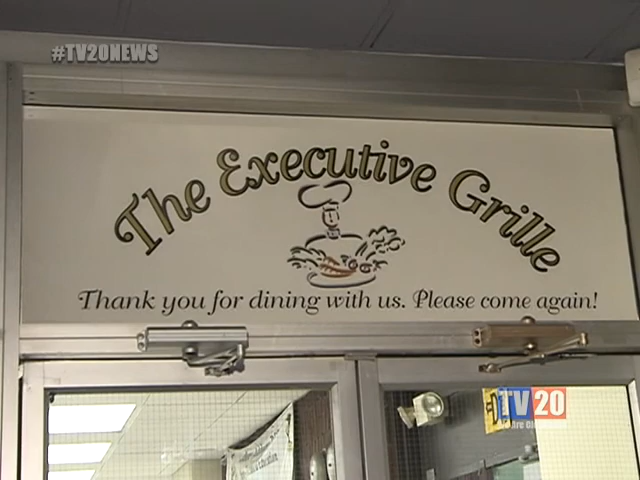 #TV20NEWS
The Executive Grille
Thank you for dining with us. Please come again!
TV20